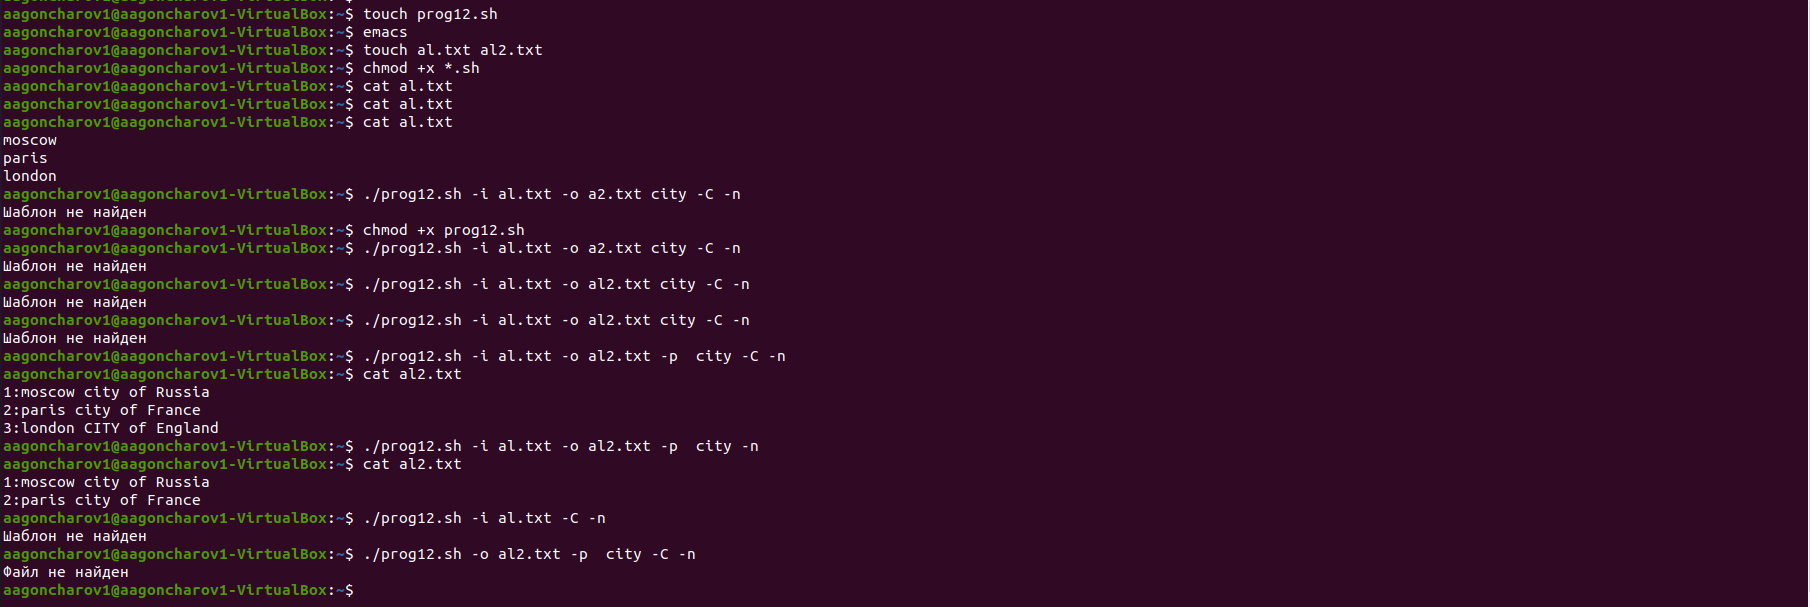 aagoncharov1@aagoncharov1-VirtualBox:~$ touch prog12.sh
aagoncharov1@aagoncharov1-VirtualBox:~$ emacs
aagoncharov1@aagoncharov1-VirtualBox:~$ touch al.txt al2.txt
aagoncharov1@aagoncharov1-VirtualBox:~$ chmod +x *.sh
aagoncharov1@aagoncharov1-VirtualBox:~$ cat al.txt
aagoncharov1@aagoncharov1-VirtualBox:~$ cat al.txt
aagoncharov1@aagoncharov1-VirtualBox:~$ cat al.txt
moscow
paris
london
aagoncharov1@aagoncharov1-VirtualBox:~$ ./prog12.sh -i al.txt -o a2.txt city -C -n
Шаблон не найден
aagoncharov1@aagoncharov1-VirtualBox:~$ chmod +x prog12.sh
aagoncharov1@aagoncharov1-VirtualBox:~$ ./prog12.sh -i al.txt -o a2.txt city -C -n
Шаблон не найден
aagoncharov1@aagoncharov1-VirtualBox:~$ ./prog12.sh -i al.txt -o al2.txt city -C -n
Шаблон не найден
aagoncharov1@aagoncharov1-VirtualBox:~$ ./prog12.sh -i al.txt -o al2.txt city -C -n
Шаблон не найден
aagoncharov1@aagoncharov1-VirtualBox:~$ ./prog12.sh -i al.txt -o al2.txt -p  city -C -n
aagoncharov1@aagoncharov1-VirtualBox:~$ cat al2.txt
1:moscow city of Russia
2:paris city of France
3:london CITY of England
aagoncharov1@aagoncharov1-VirtualBox:~$ ./prog12.sh -i al.txt -o al2.txt -p  city -n
aagoncharov1@aagoncharov1-VirtualBox:~$ cat al2.txt
1:moscow city of Russia
2:paris city of France
aagoncharov1@aagoncharov1-VirtualBox:~$ ./prog12.sh -i al.txt -C -n
Шаблон не найден
aagoncharov1@aagoncharov1-VirtualBox:~$ ./prog12.sh -o al2.txt -p  city -C -n
Файл не найден
aagoncharov1@aagoncharov1-VirtualBox:~$